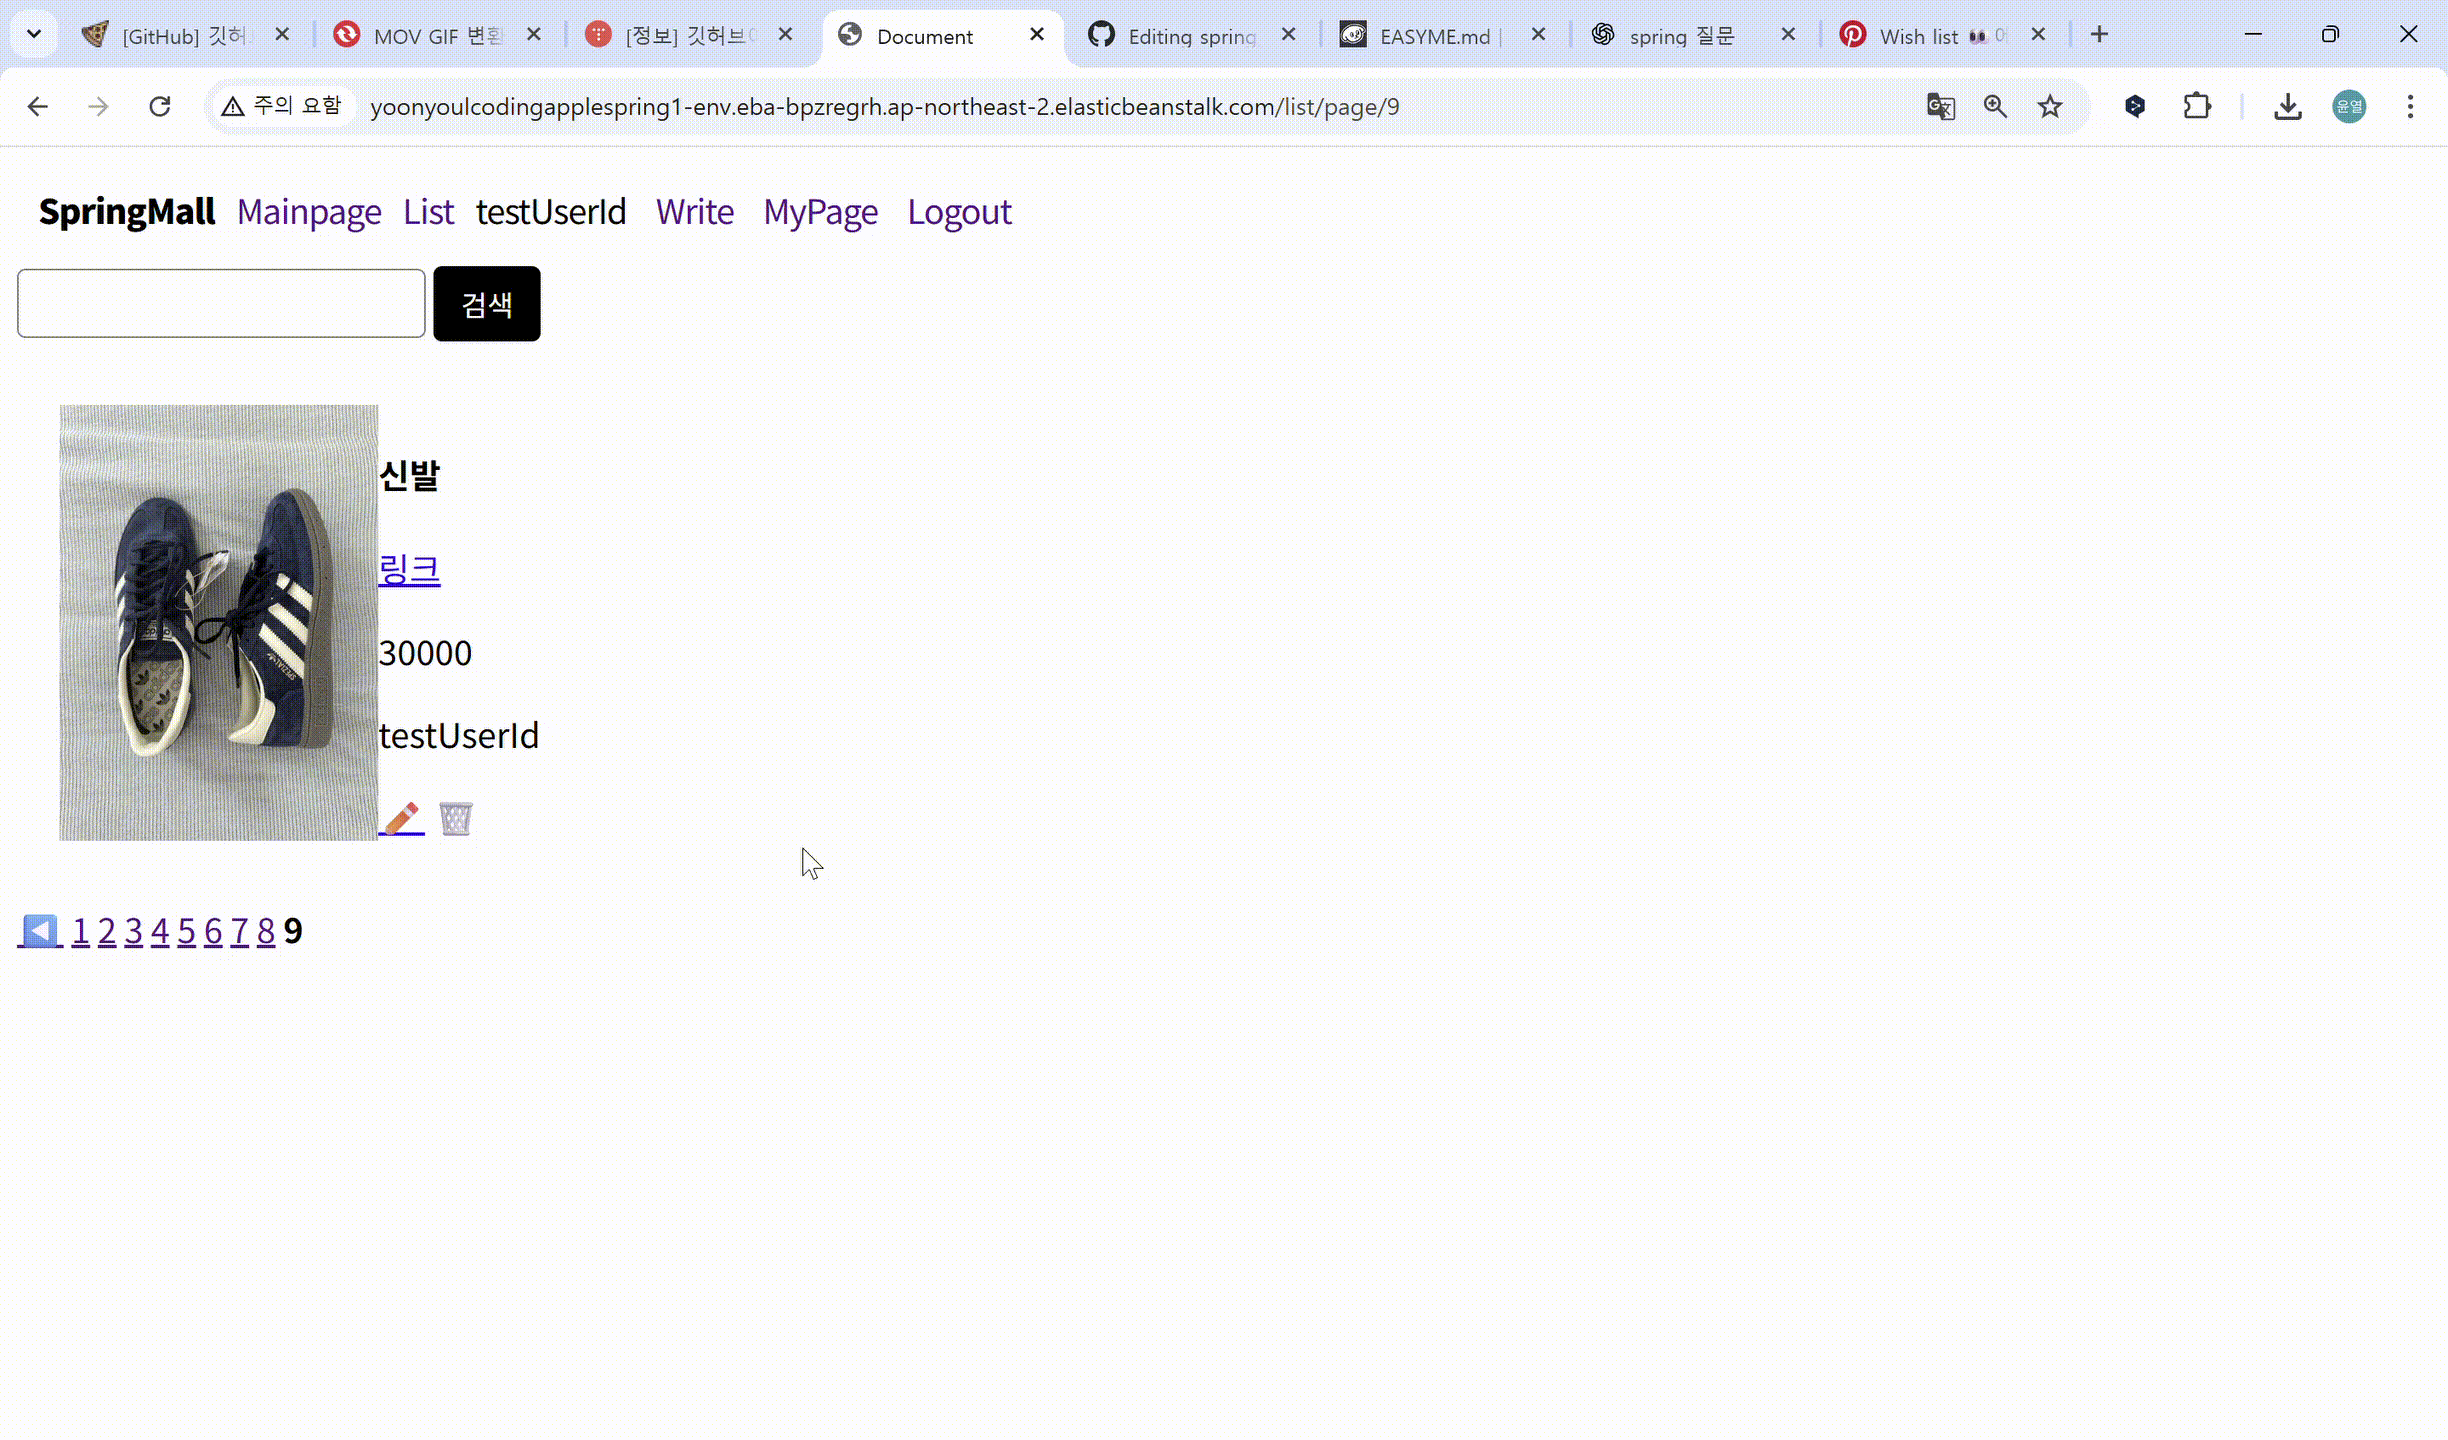 [GitHub] 깃허
MOV GIF 변환
[정보] 깃허브
Document
Editing spring
EASYME.md |
spring 질문
Wish list 👀
주의 요함
yoonyoulcodingapplespring1-env.eba-bpzregrh.ap-northeast-2.elasticbeanstalk.com/list/page/9
윤열
SpringMall Mainpage List testUserId Write MyPage Logout
검색
신발
링크
30000
testUserId
1 2 3 4 5 6 7 8 9